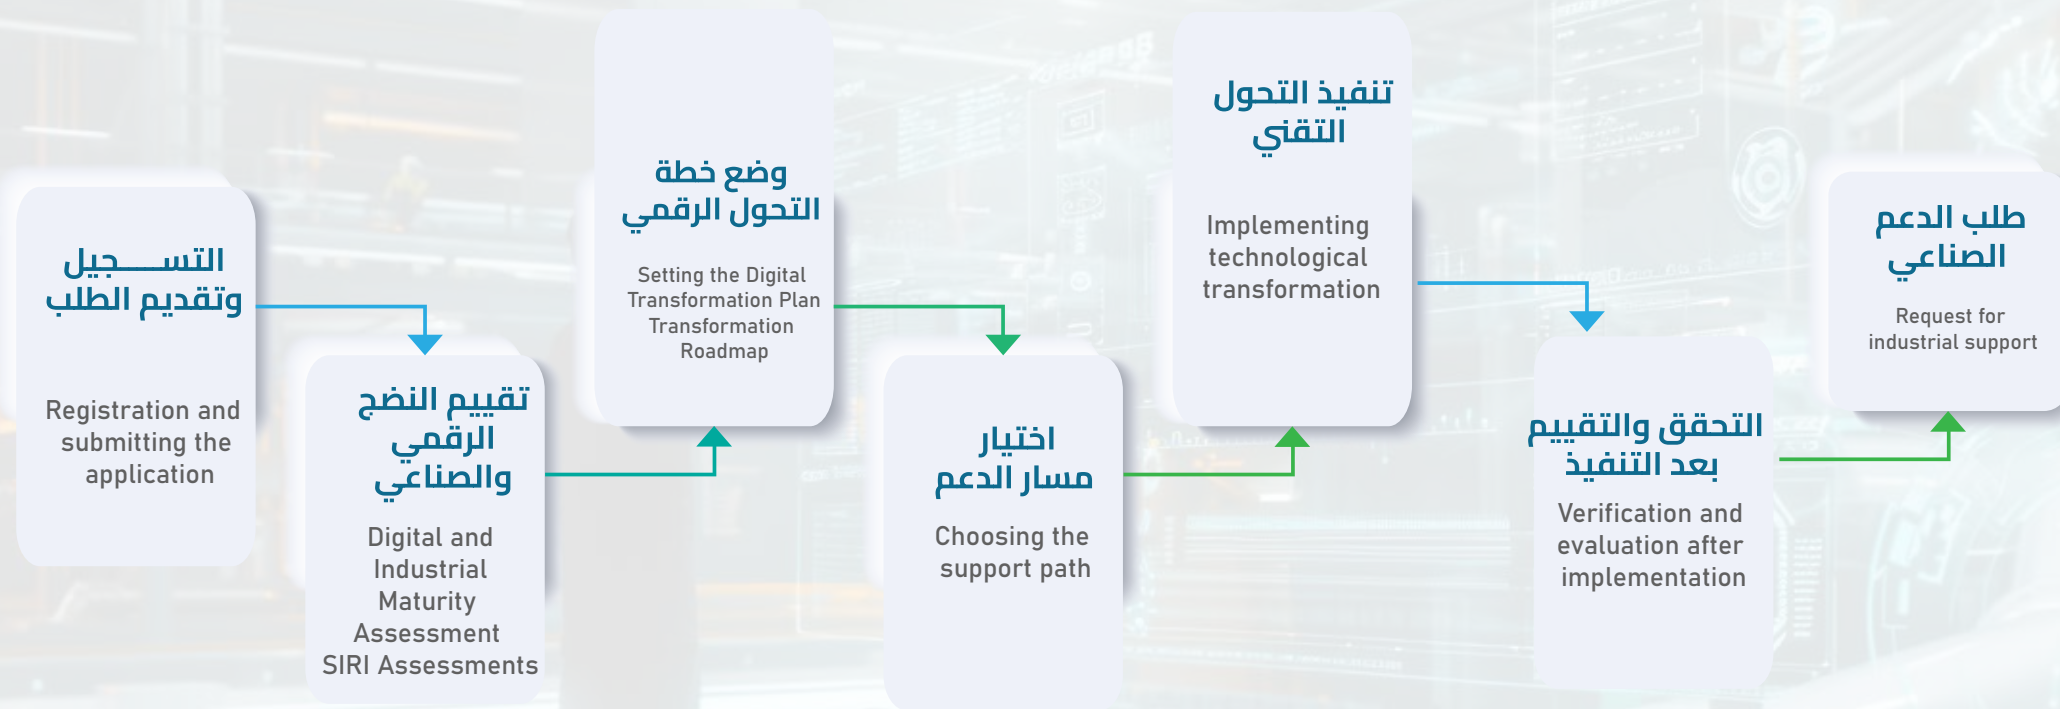 التســـــجيل
وتقديم الطلب
Registration and
submitting the
application
تقييم النضج
الرقمي
والصناعي
Digital and
Industrial
Maturity
Assessment
SIRI Assessments
وضع خطة
التحول الرقمي
Setting the Digital
Transformation Plan
Transformation
Roadmap
اختيار
مسار الدعم
Choosing the
support path
تنفيذ التحول
التقني
Implementing
technological
transformation
التحقق والتقييم
بعد التنفيذ
Verification and
evaluation after
implementation
طلب الدعم
الصناعي
Request for
industrial support